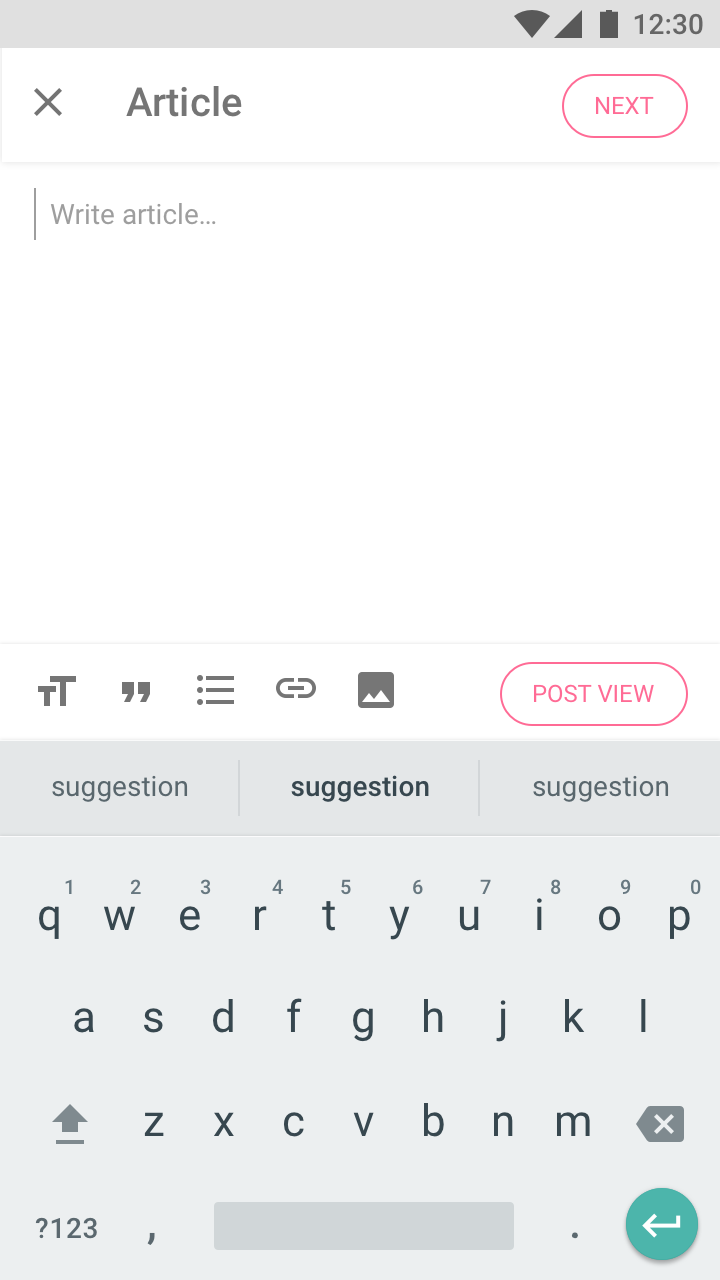 12:30
Article
NEXT
Write article...
POST VIEW
suggestion suggestion suggestion
1 2 3 4 5 6 7 8 9 0
q w e r t y u i o p
a s d f g h j k l
z x c v b n m
?123 , .